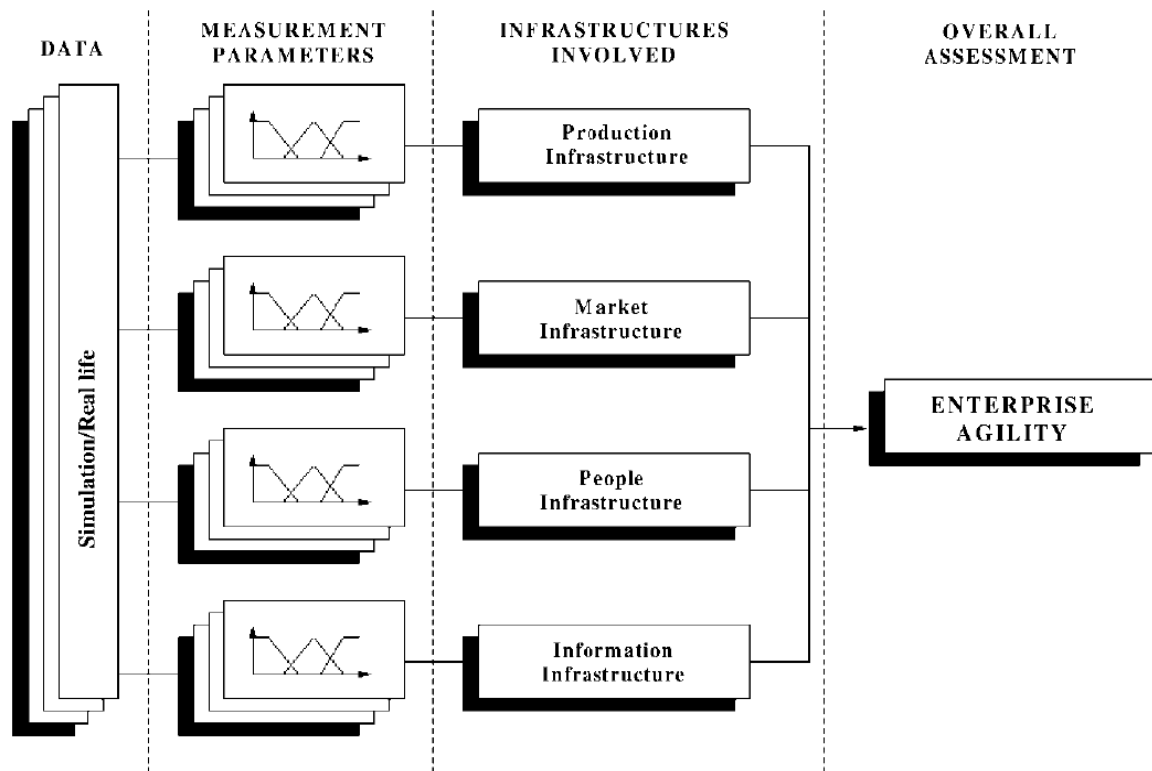 DATA
MEASUREMENT
PARAMETERS
INFRASTRUCTURES
INVOLVED
OVERALL
ASSESSMENT
Simulation/Real life
Production
Infrastructure
Market
Infrastructure
People
Infrastructure
Information
Infrastructure
ENTERPRISE
AGILITY